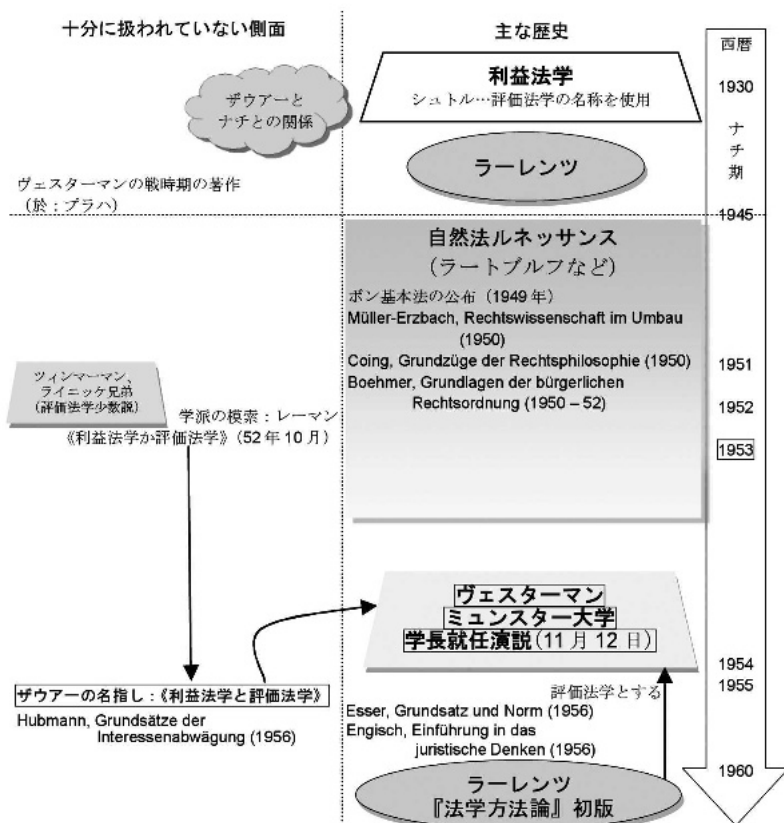 十分に扱われていない側面
主な歴史
西暦
利益法学
シュトル…評価法学の名称を使用
1930
ザウアーと
ナチとの関係
ナチ期
ラーレンツ
ヴェスターマンの戦時期の著作
（於：プラハ）
1945
自然法ルネッサンス
（ラートブルフなど）
ボン基本法の公布（1949 年）
Müller-Erzbach, Rechtswissenschaft im Umbau
(1950)
Coing, Grundzüge der Rechtsphilosophie (1950)
Boehmer, Grundlagen der bürgerlichen
Rechtsordnung (1950 – 52)
1951
1952
1953
ツィンマーマン、
ライニッケ兄弟
（評価法学少数説）
学派の模索：レーマン
《利益法学か評価法学》（52 年 10 月）
ヴェスターマン
ミュンスター大学
学長就任演説（11 月 12 日）
1954
1955
ザウアーの名指し：《利益法学と評価法学》
Hubmann, Grundsätze der
Interessenabwägung (1956)
評価法学とする
Esser, Grundsatz und Norm (1956)
Engisch, Einführung in das
juristische Denken (1956)
1960
ラーレンツ
『法学方法論』初版